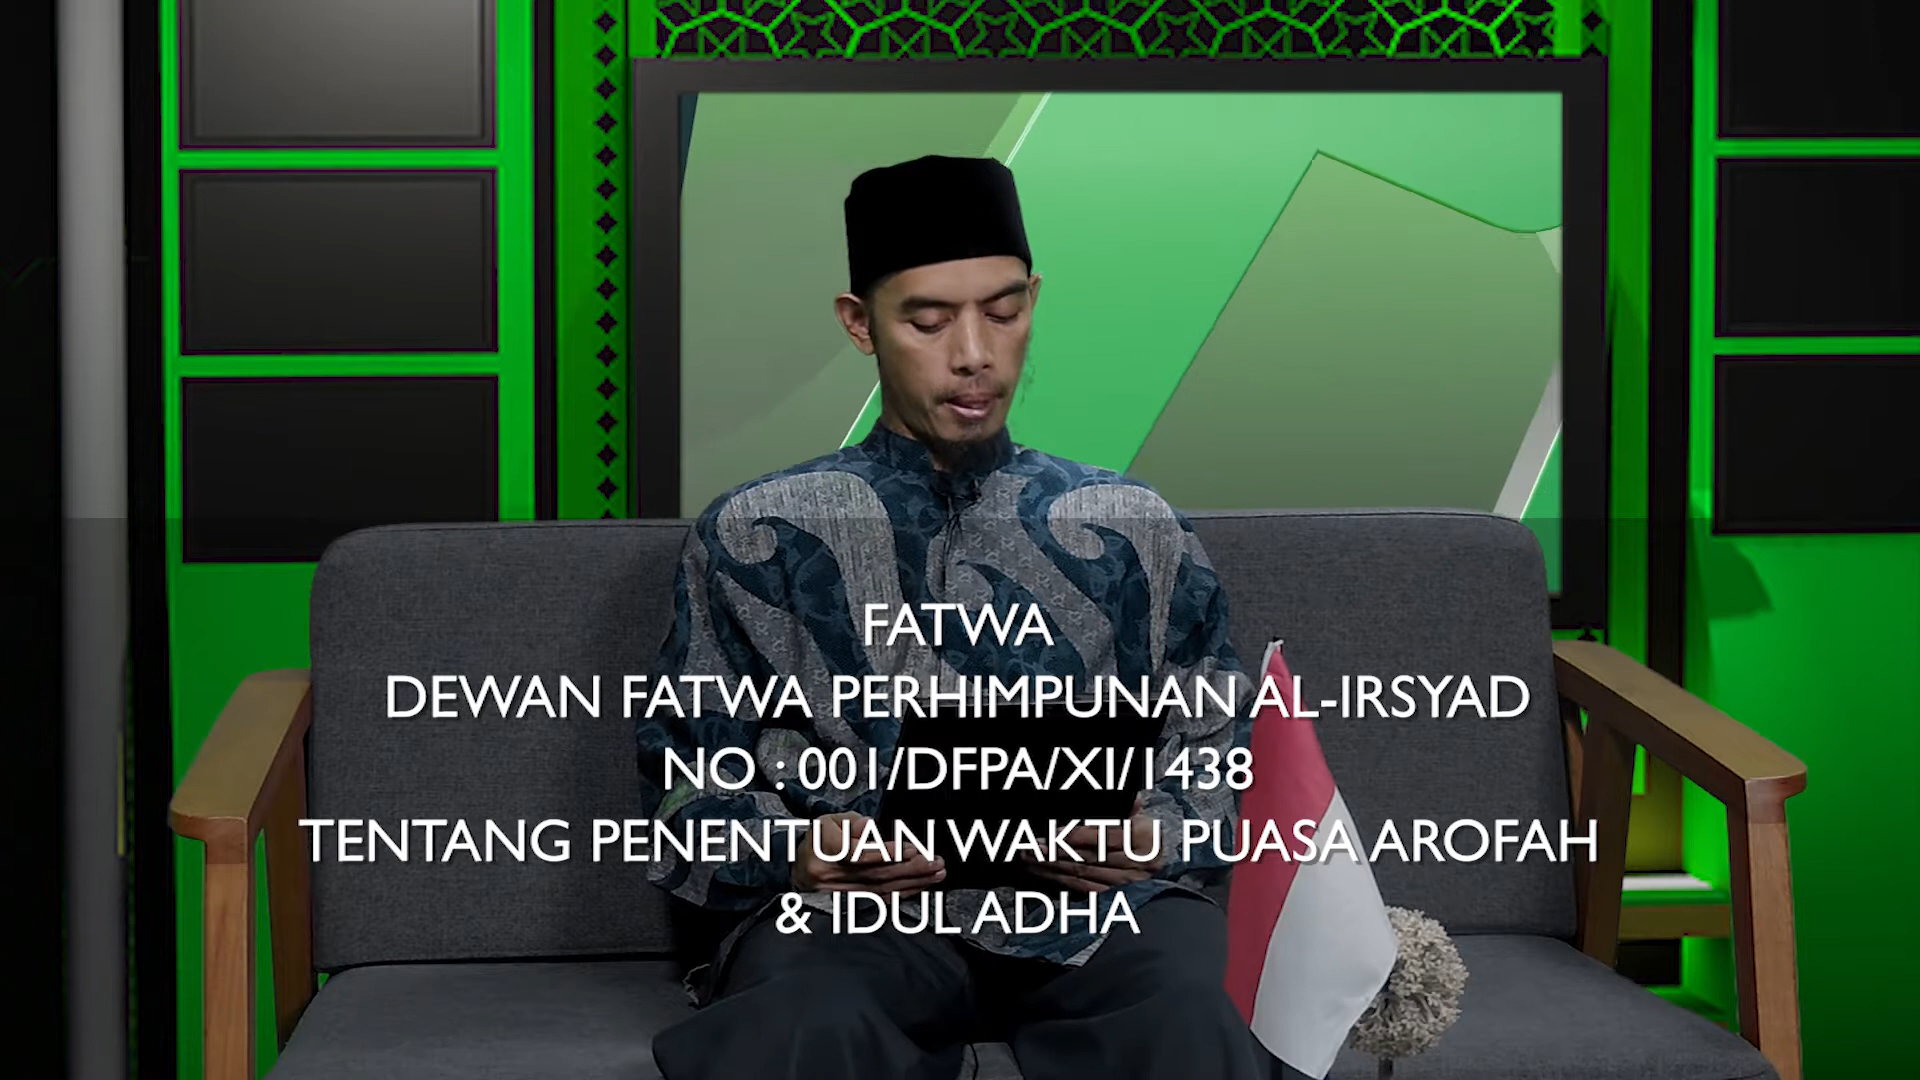 FATWA
DEWAN FATWA PERHIMPUNAN AL-IRSYAD
NO : 001/DFPA/XI/1438
TENTANG PENENTUAN WAKTU PUASA AROFAH
& IDUL ADHA